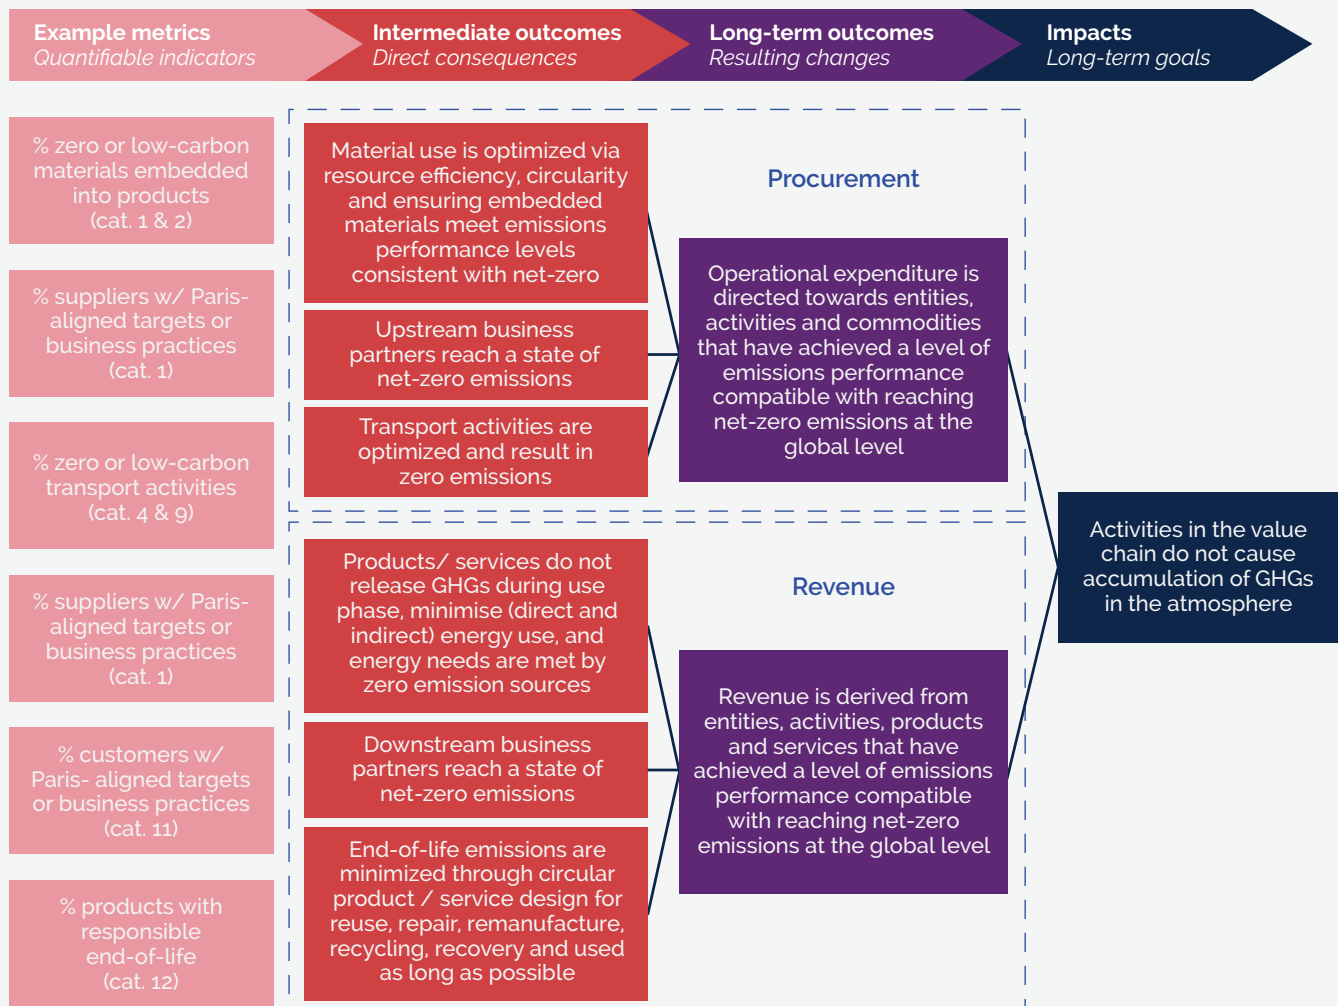 Example metrics
Quantifiable indicators
Intermediate outcomes
Direct consequences
Long-term outcomes
Resulting changes
Impacts
Long-term goals
% zero or low-carbon
materials embedded
into products
(cat. 1 & 2)
% suppliers w/ Paris-
aligned targets or
business practices
(cat. 1)
% zero or low-carbon
transport activities
(cat. 4 & 9)
% suppliers w/ Paris-
aligned targets or
business practices
(cat. 1)
% customers w/
Paris- aligned targets
or business practices
(cat. 11)
% products with
responsible
end-of-life
(cat. 12)
Material use is optimized via
resource efficiency, circularity
and ensuring embedded
materials meet emissions
performance levels
consistent with net-zero
Upstream business
partners reach a state of
net-zero emissions
Transport activities are
optimized and result in
zero emissions
Products/ services do not
release GHGs during use
phase, minimise (direct and
indirect) energy use, and
energy needs are met by
zero emission sources
Downstream business
partners reach a state of
net-zero emissions
End-of-life emissions are
minimized through circular
product / service design for
reuse, repair, remanufacture,
recycling, recovery and used
as long as possible
Procurement
Operational expenditure is
directed towards entities,
activities and commodities
that have achieved a level of
emissions performance
compatible with reaching
net-zero emissions at the
global level
Revenue
Revenue is derived from
entities, activities, products
and services that have
achieved a level of emissions
performance compatible
with reaching net-zero
emissions at the global level
Activities in the value
chain do not cause
accumulation of GHGs
in the atmosphere